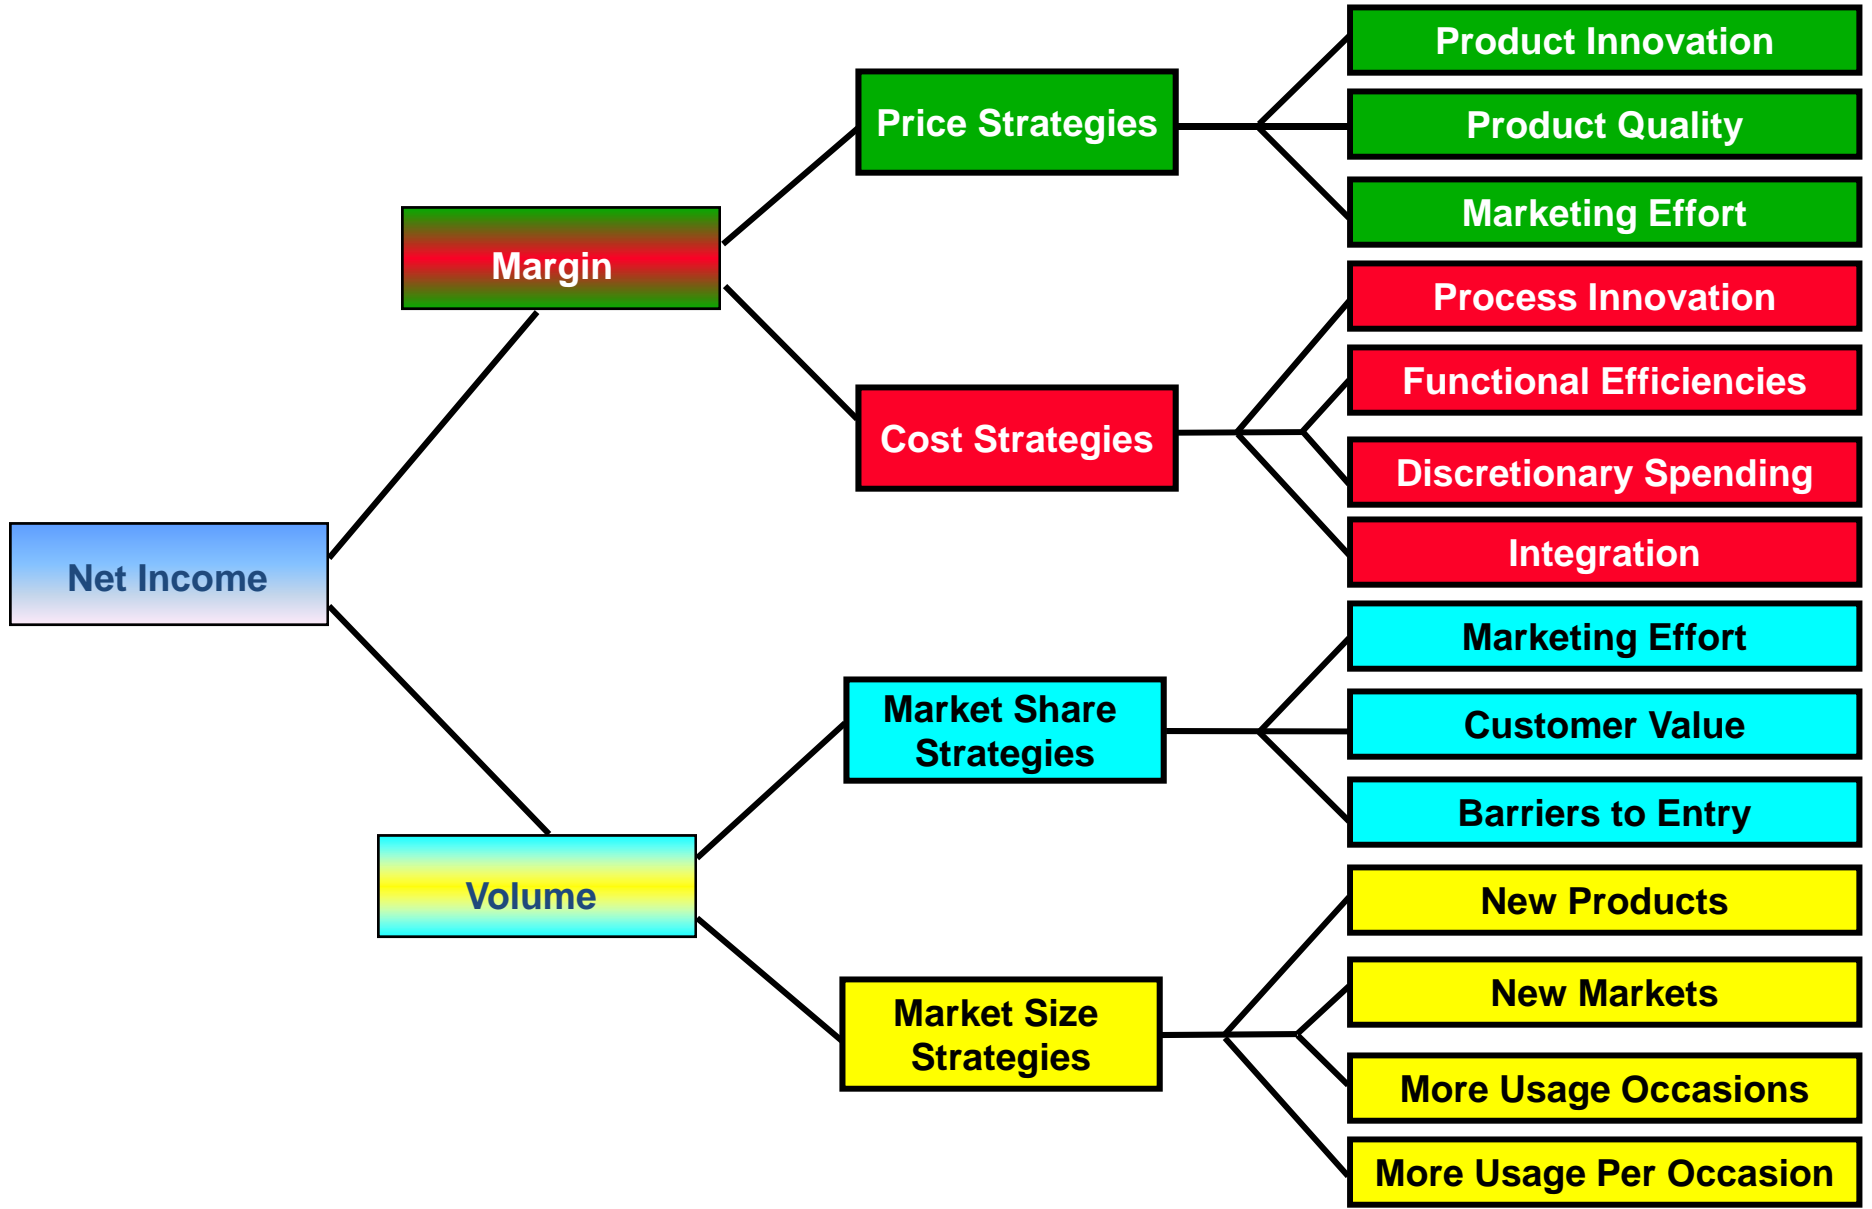 Product Innovation
Price Strategies
Product Quality
Marketing Effort
Margin
Process Innovation
Functional Efficiencies
Cost Strategies
Discretionary Spending
Integration
Net Income
Marketing Effort
Market Share
Strategies
Customer Value
Barriers to Entry
Volume
New Products
New Markets
Market Size
Strategies
More Usage Occasions
More Usage Per Occasion